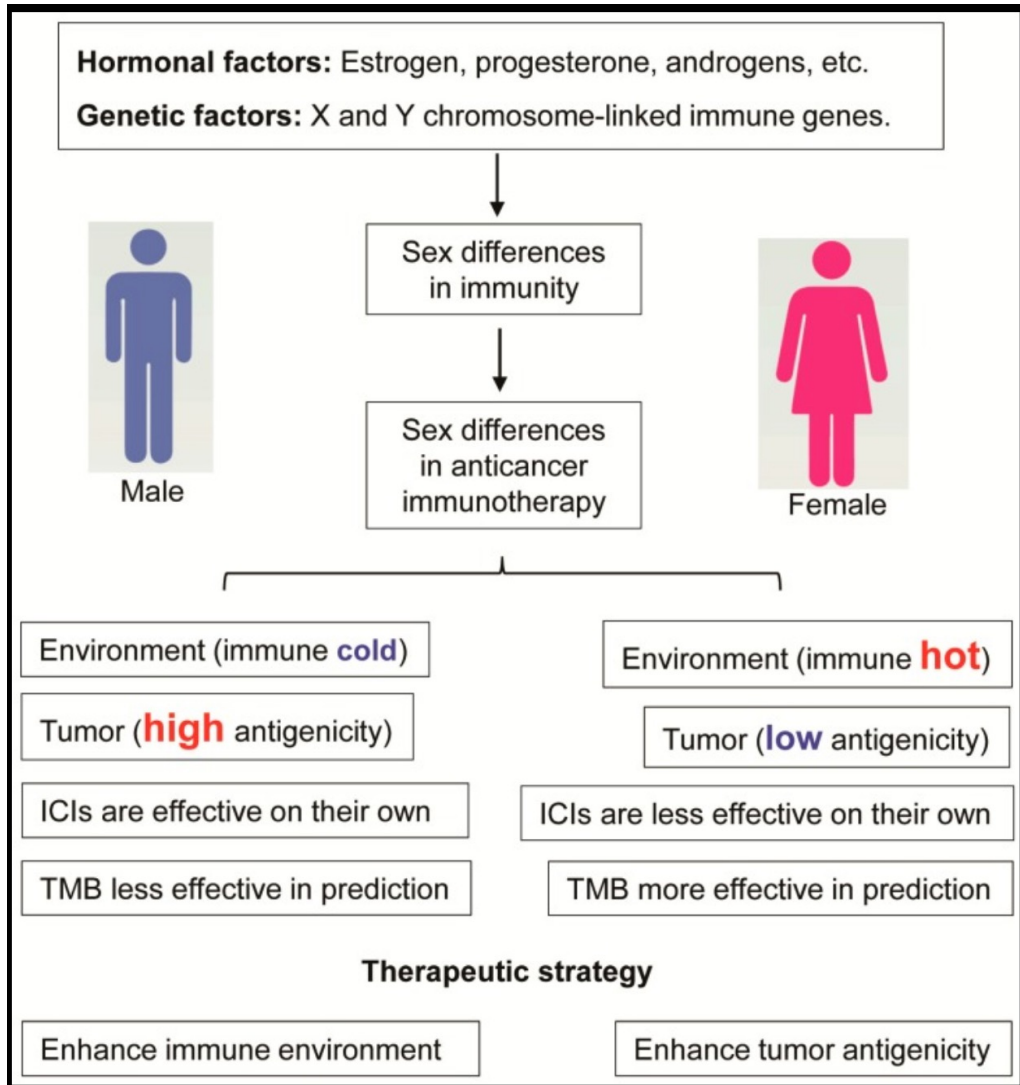 Hormonal factors: Estrogen, progesterone, androgens, etc.
Genetic factors: X and Y chromosome-linked immune genes.
Sex differences
in immunity
Sex differences
in anticancer
immunotherapy
Male
Female
Environment (immune cold)
Environment (immune hot)
Tumor (high antigenicity)
Tumor (low antigenicity)
ICIs are effective on their own
ICIs are less effective on their own
TMB less effective in prediction
TMB more effective in prediction
Therapeutic strategy
Enhance immune environment
Enhance tumor antigenicity